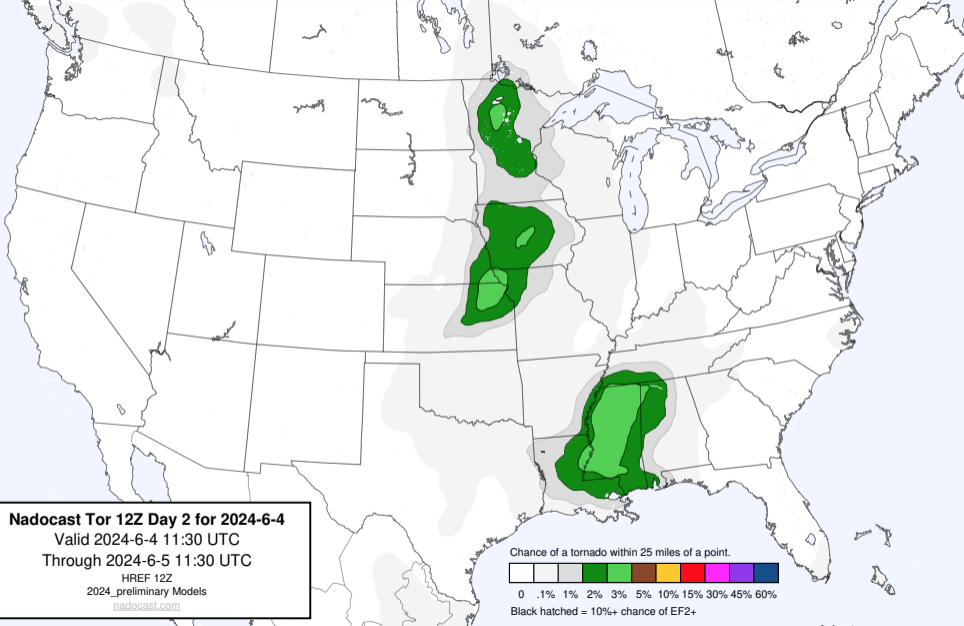 Nadocast Tor 12Z Day 2 for 2024-6-4
Valid 2024-6-4 11:30 UTC
Through 2024-6-5 11:30 UTC
HREF 12Z
2024_preliminary Models
nadocast.com
Chance of a tornado within 25 miles of a point.
0 .1% 1% 2% 3% 5% 10% 15% 30% 45% 60%
Black hatched = 10%+ chance of EF2+